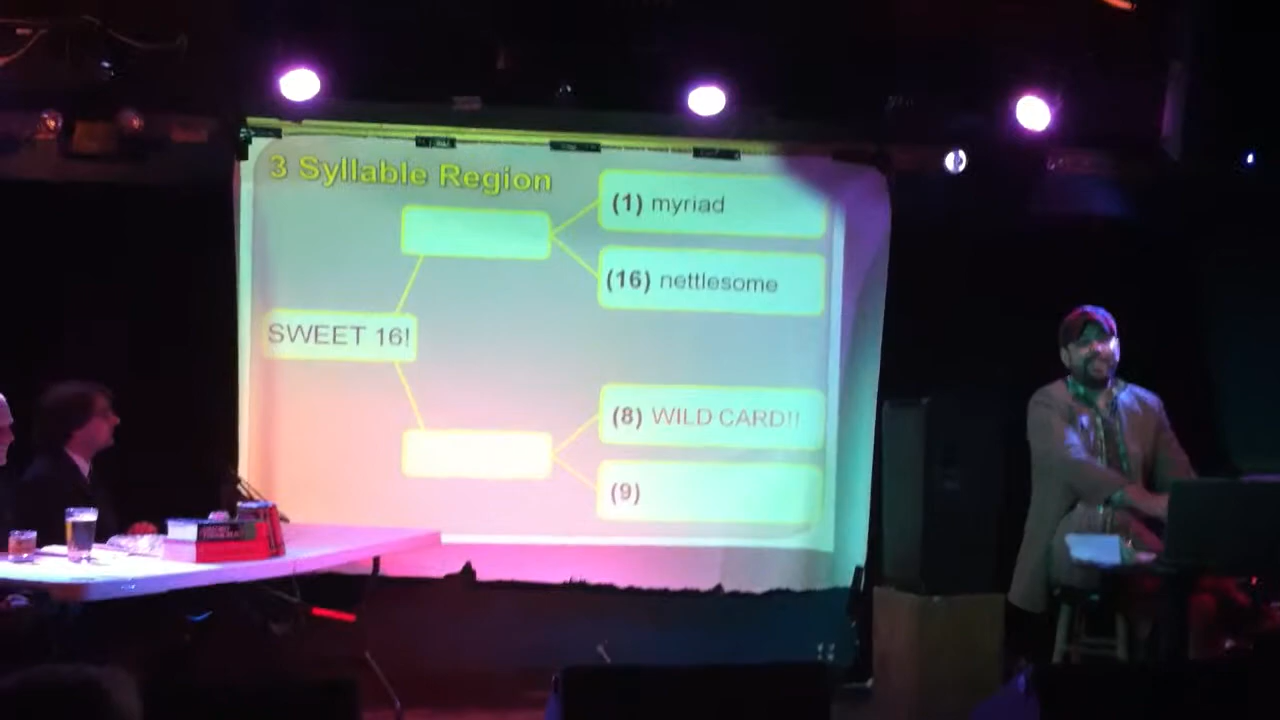 3 Syllable Region
(1) myriad
(16) nettlesome
SWEET 16!
(8) WILD CARD!!
(9)